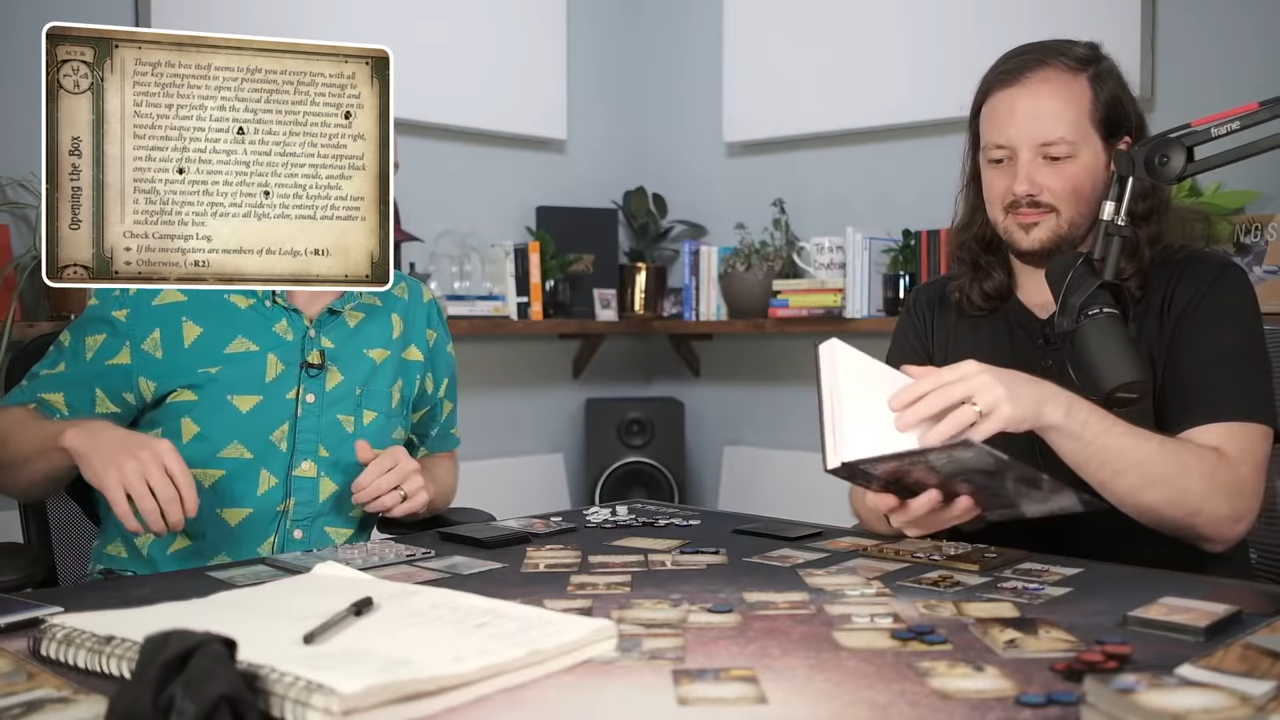 ACT 3b
Opening the Box
Though the box itself seems to fight you at every turn, with all
four key components in your possession, you finally manage to
piece together how to open the contraption. First, you twist and
contort the box's many mechanical devices until the image on its
lid lines up perfectly with the diagram in your possession ( ).
Next, you chant the Latin incantation inscribed on the small
wooden plaque you found ( ). It takes a few tries to get it right,
but eventually you hear a click as the surface of the wooden
container shifts and changes. A round indentation has appeared
on the side of the box, matching the size of your mysterious black
onyx coin ( ). As soon as you place the coin inside, another
wooden panel opens on the other side, revealing a keyhole.
Finally, you insert the key of bone ( ) into the keyhole and turn
it. The lid begins to open, and suddenly the entirety of the room
is engulfed in a rush of air as all light, color, sound, and matter is
sucked into the box.
Check Campaign Log.
If the investigators are members of the Lodge, (→R1).
Otherwise, (→R2).
frame
NGS
Team